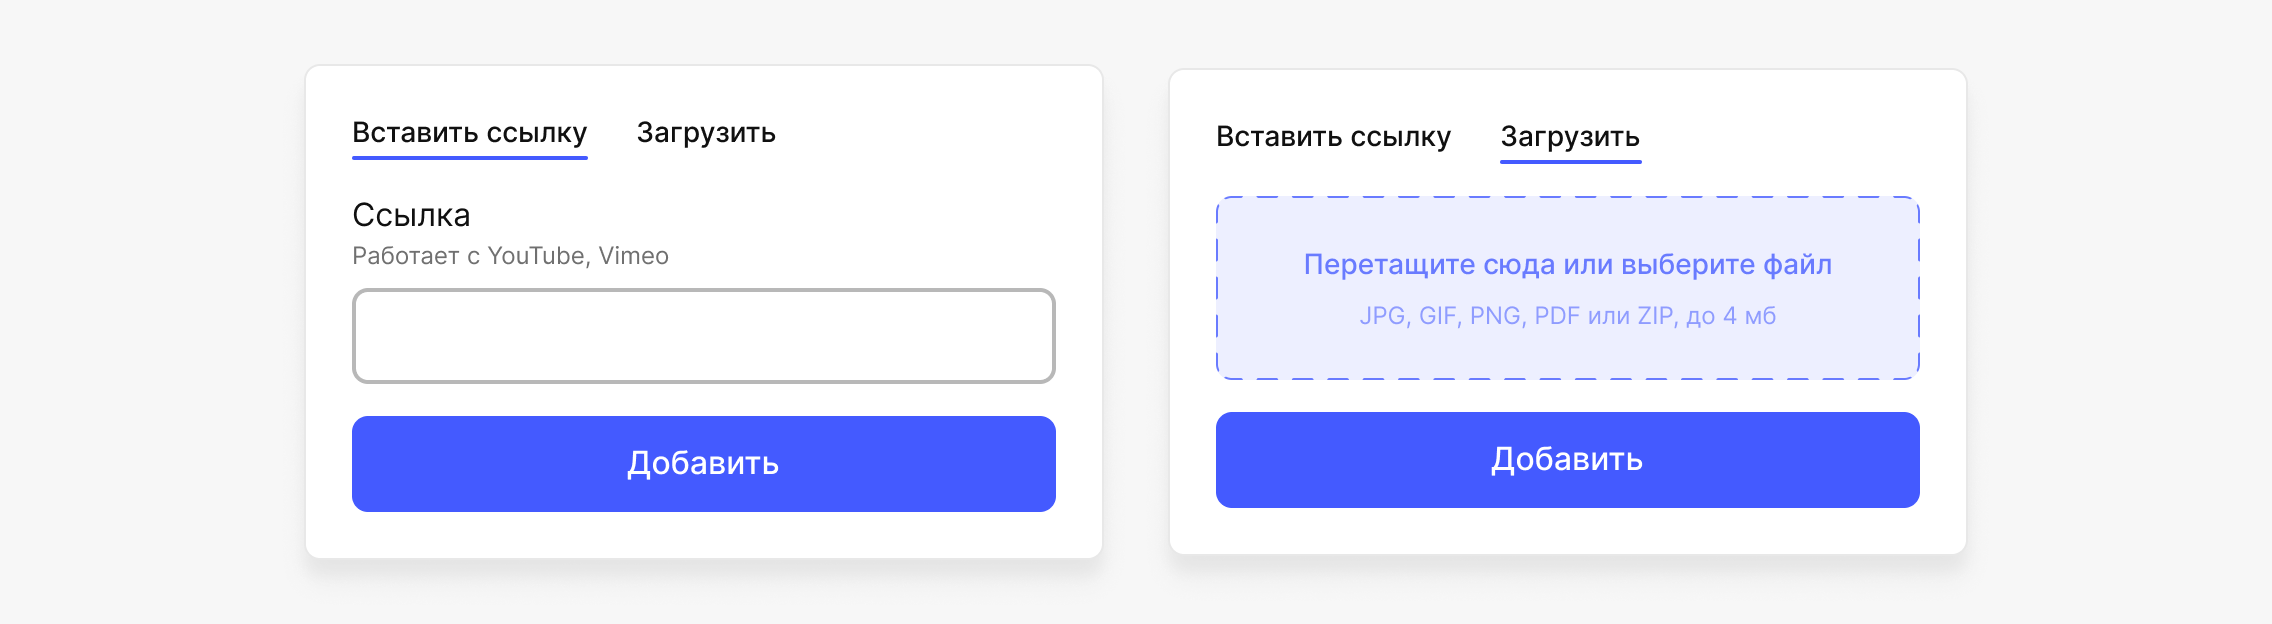 Вставить ссылку Загрузить
Ссылка
Работает с YouTube, Vimeo
Добавить
Вставить ссылку Загрузить
Перетащите сюда или выберите файл
JPG, GIF, PNG, PDF или ZIP, до 4 мб
Добавить